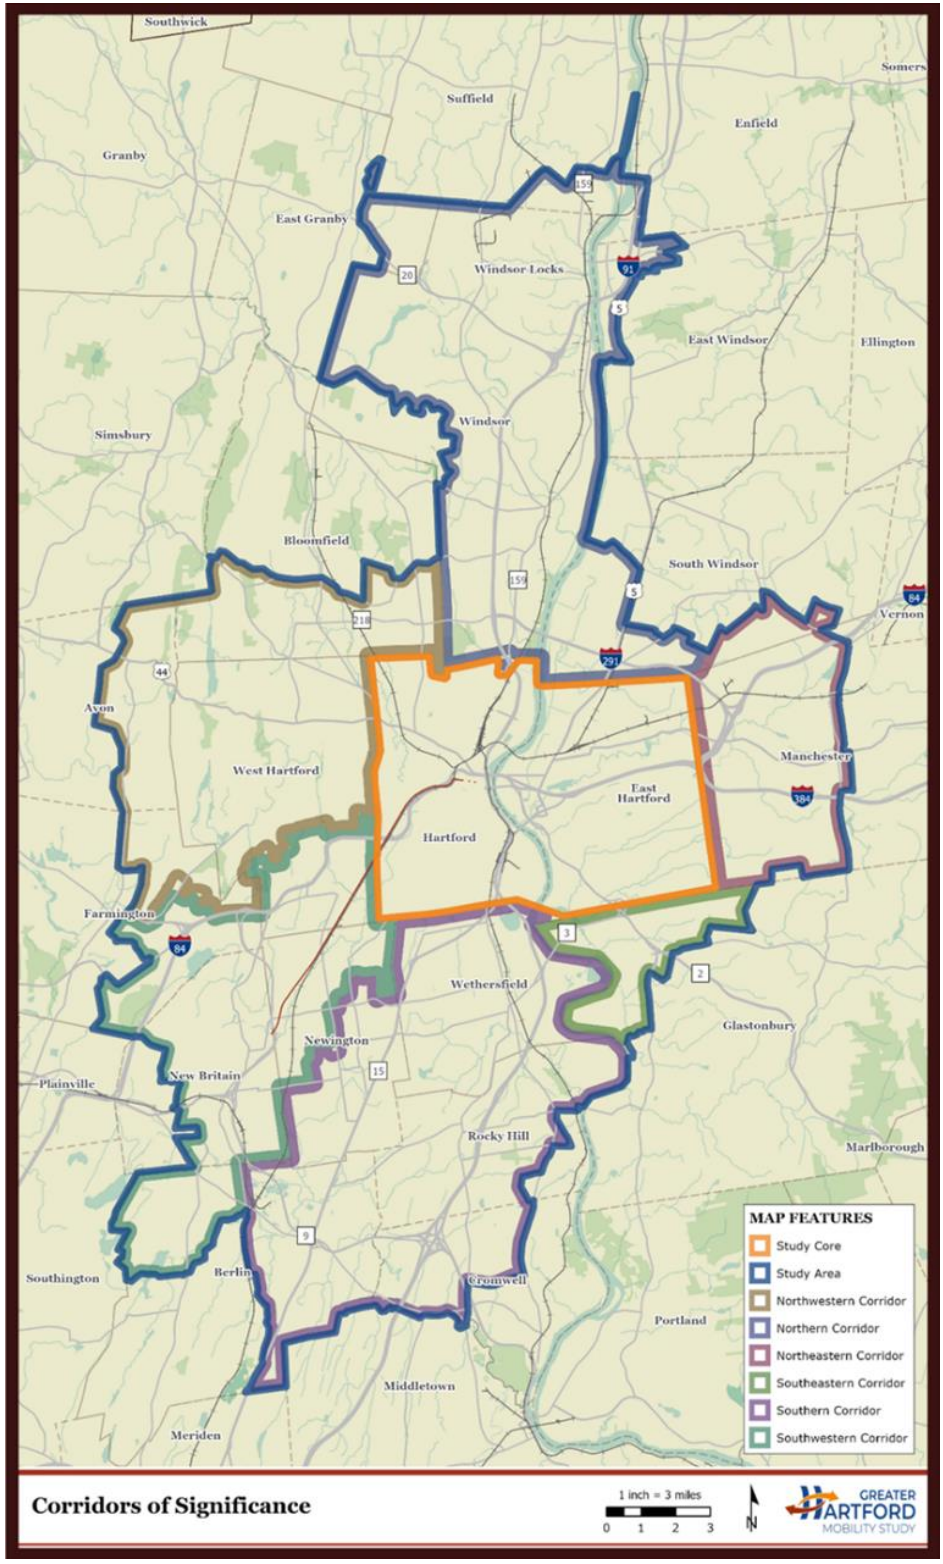 Southwick
Somers
Suffield
Enfield
Granby
159
East Granby
20
Windsor Locks
91
5
East Windsor
Ellington
Simsbury
Windsor
Bloomfield
South Windsor
159
5
84
Vernon
218
291
44
Avon
West Hartford
Manchester
East
Hartford
384
Hartford
Farmington
84
3
2
Wethersfield
Glastonbury
Newington
15
New Britain
Plainville
Rocky Hill
Marlborough
9
Southington
Berlin
Cromwell
Portland
Middletown
Meriden
MAP FEATURES
Study Core
Study Area
Northwestern Corridor
Northern Corridor
Northeastern Corridor
Southeastern Corridor
Southern Corridor
Southwestern Corridor
Corridors of Significance
1 inch = 3 miles
0 1 2 3
N
GREATER
HARTFORD
MOBILITY STUDY